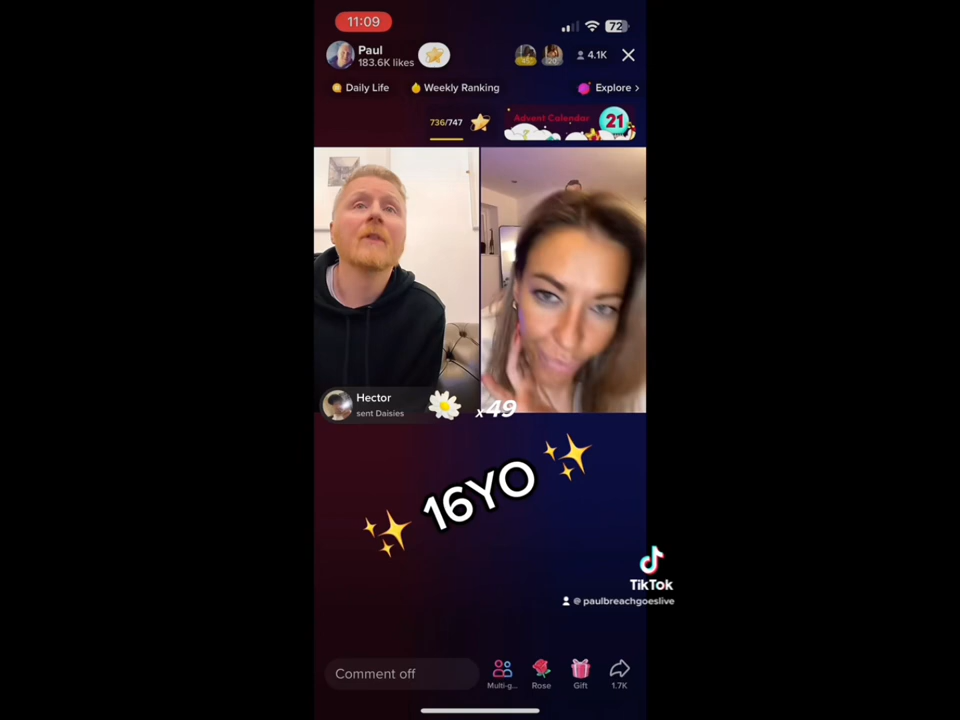 11:09
72
Paul
183.6K likes
4.1K
Daily Life
Weekly Ranking
Explore >
736/747
Advent Calendar
21
Hector
sent Daisies
x49
16YO
TikTok
@ paulbreachgoeslive
Comment off
Multi-g...
Rose
Gift
1.7K